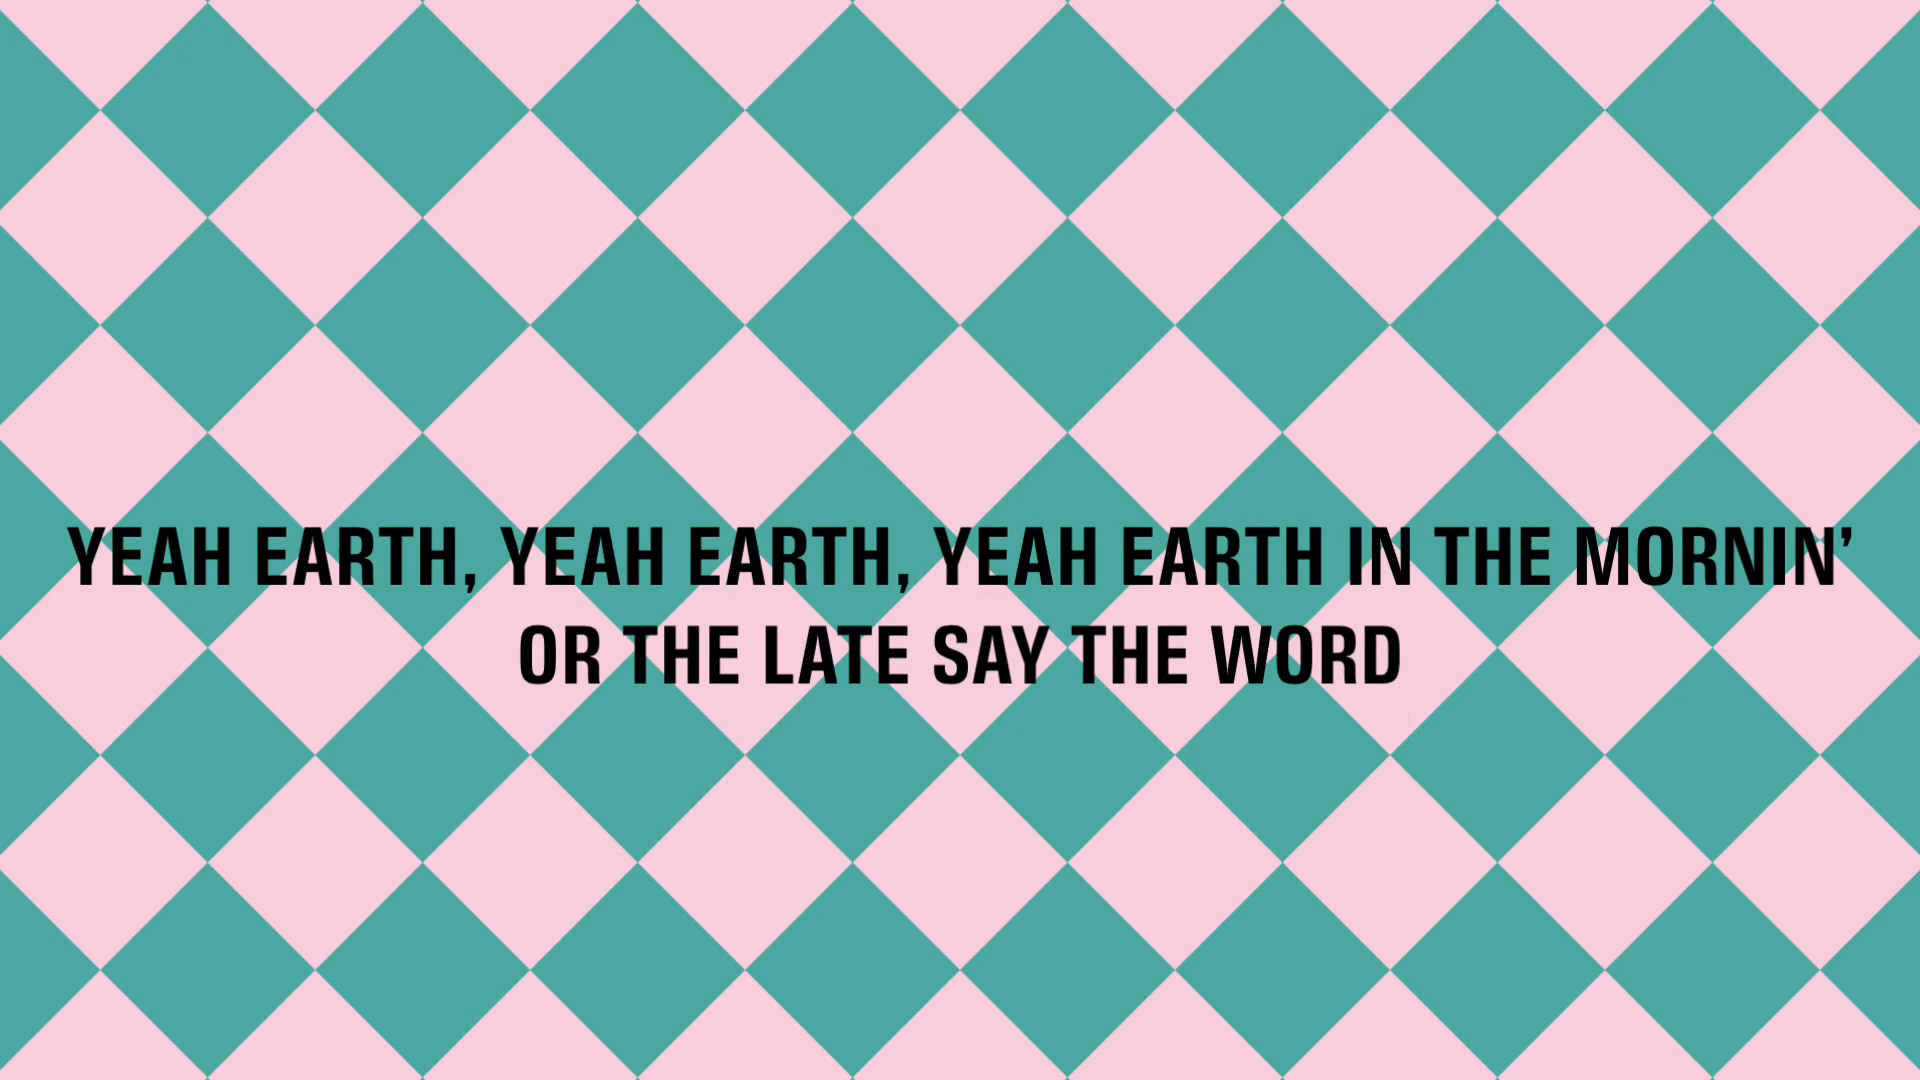 YEAH EARTH, YEAH EARTH, YEAH EARTH IN THE MORNIN’
OR THE LATE SAY THE WORD